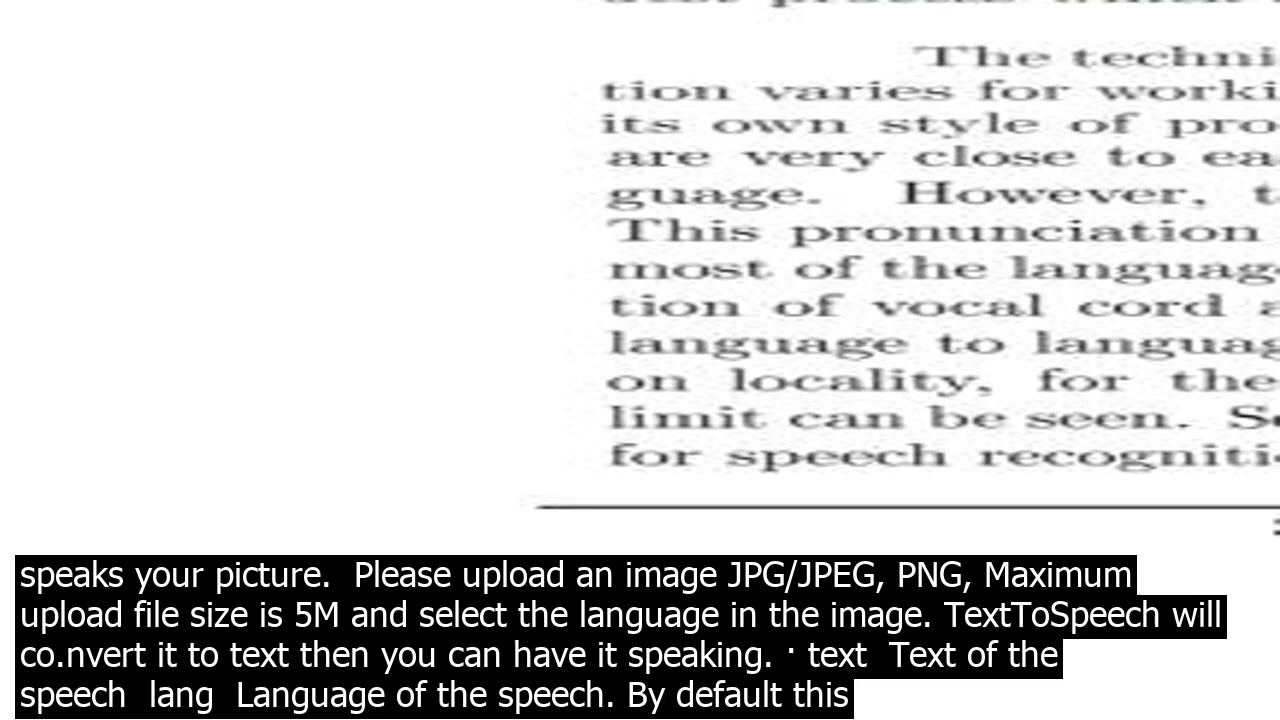 The techni
tion varies for worki
its own style of pro
are very close to ea
guage. However, t
This pronunciation
most of the language
tion of vocal cord a
language to languag
on locality, for the
limit can be seen. Se
for speech recogniti
speaks your picture. Please upload an image JPG/JPEG, PNG, Maximum
upload file size is 5M and select the language in the image. TextToSpeech will
co.nvert it to text then you can have it speaking. · text Text of the
speech lang Language of the speech. By default this